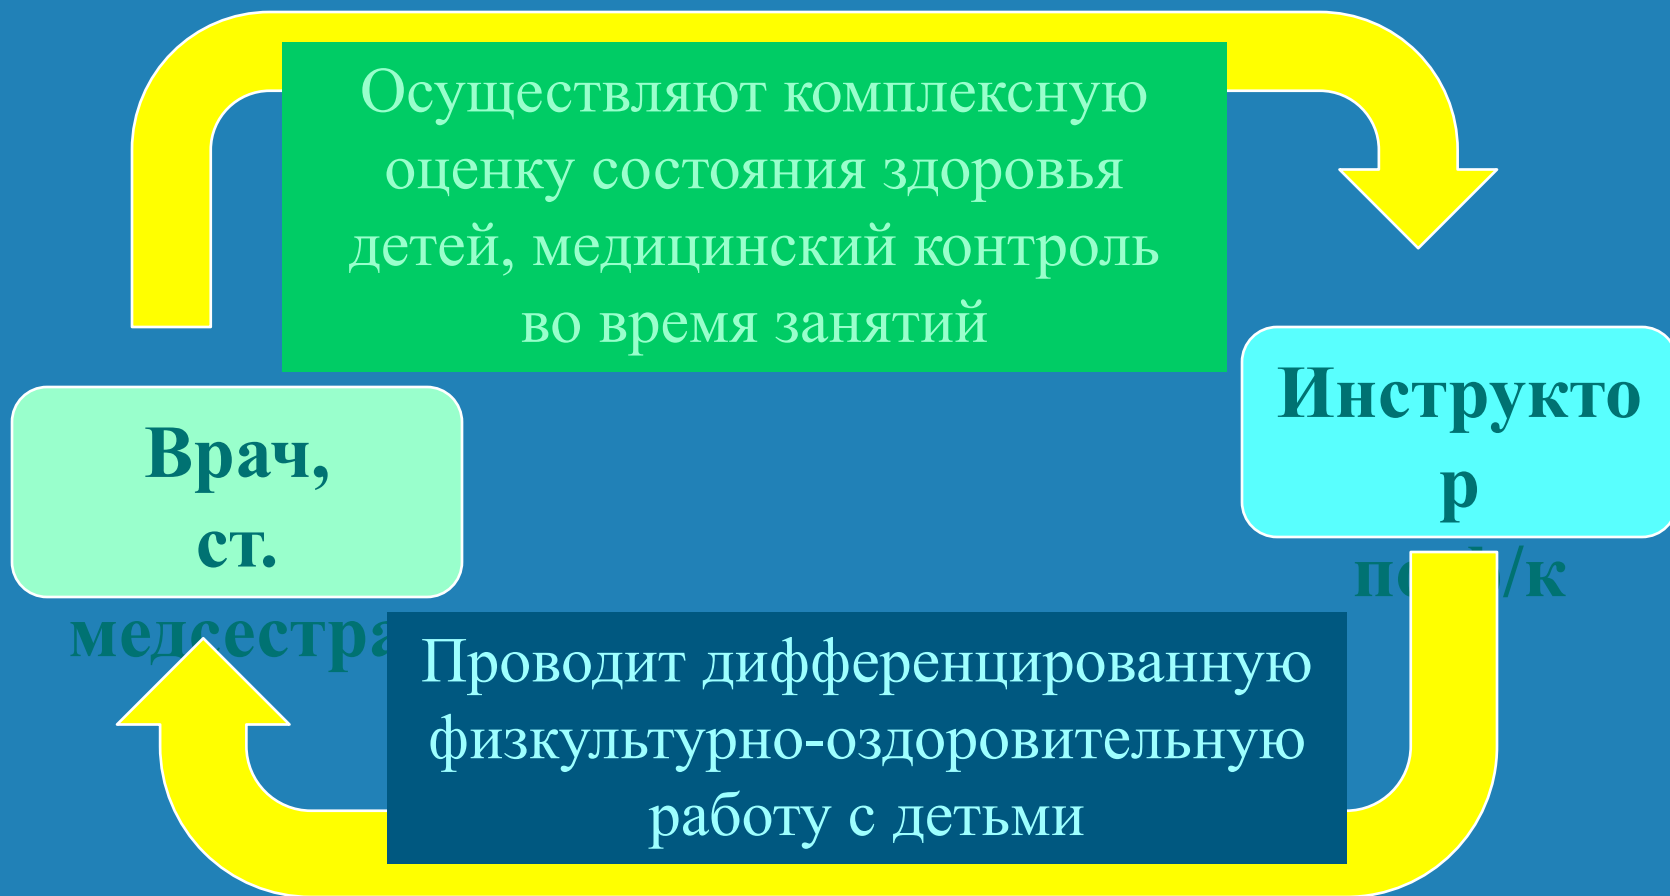 Осуществляют комплексную
оценку состояния здоровья
детей, медицинский контроль
во время занятий
Врач,
ст.
медсестра
Инструкто
р
по ф/к
Проводит дифференцированную
физкультурно-оздоровительную
работу с детьми